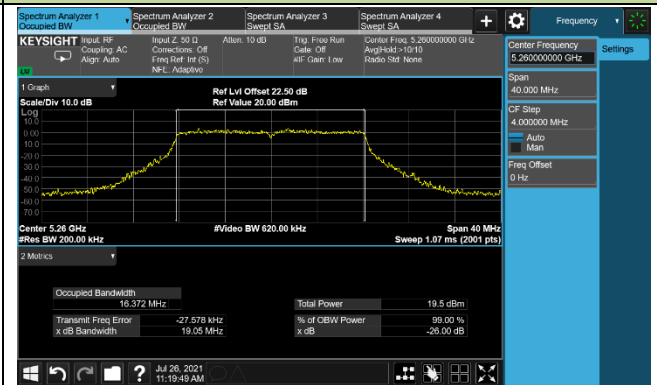 Spectrum Analyzer 1
Occupied BW
Spectrum Analyzer 2
Occupied BW
Spectrum Analyzer 3
Swept SA
Spectrum Analyzer 4
Swept SA
Frequency
KEYSIGHT
Input: RF
Coupling: AC
Align: Auto
Input Z: 50 Ω
Corrections: Off
Freq Ref: Int (S)
NFE: Adaptive
Atten: 10 dB
Trig: Free Run
Gate: Off
#IF Gain: Low
Center Freq: 5.260000000 GHz
Avg|Hold:>10/10
Radio Std: None
Center Frequency
5.260000000 GHz
Settings
Span
40.000 MHz
CF Step
4.000000 MHz
Auto
Man
Freq Offset
0 Hz
1 Graph
Scale/Div 10.0 dB
Ref Lvl Offset 22.50 dB
Ref Value 20.00 dBm
Log
10.0
0.00
-10.0
-20.0
-30.0
-40.0
-50.0
-60.0
-70.0
Center 5.26 GHz
#Res BW 200.00 kHz
#Video BW 620.00 kHz
Span 40 MHz
Sweep 1.07 ms (2001 pts)
2 Metrics
Occupied Bandwidth
16.372 MHz
Total Power 19.5 dBm
Transmit Freq Error -27.578 kHz
% of OBW Power 99.00 %
x dB Bandwidth 19.05 MHz
x dB -26.00 dB
?
Jul 26, 2021
11:19:49 AM